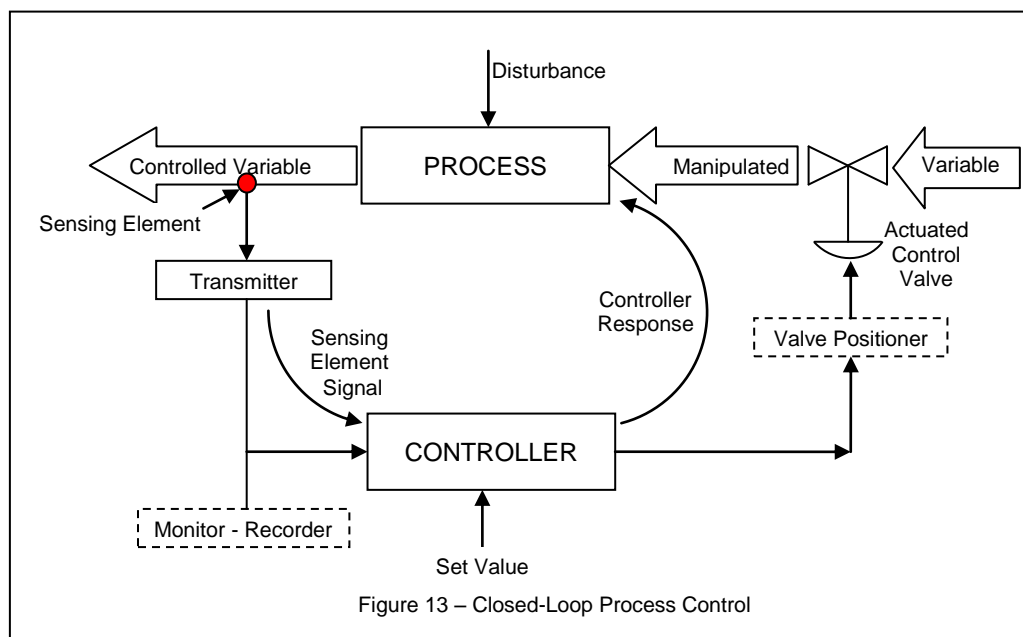 Disturbance
Controlled Variable
PROCESS
Manipulated
Variable
Sensing Element
Actuated
Control
Valve
Transmitter
Controller
Response
Sensing
Element
Signal
Valve Positioner
CONTROLLER
Monitor - Recorder
Set Value
Figure 13 – Closed-Loop Process Control